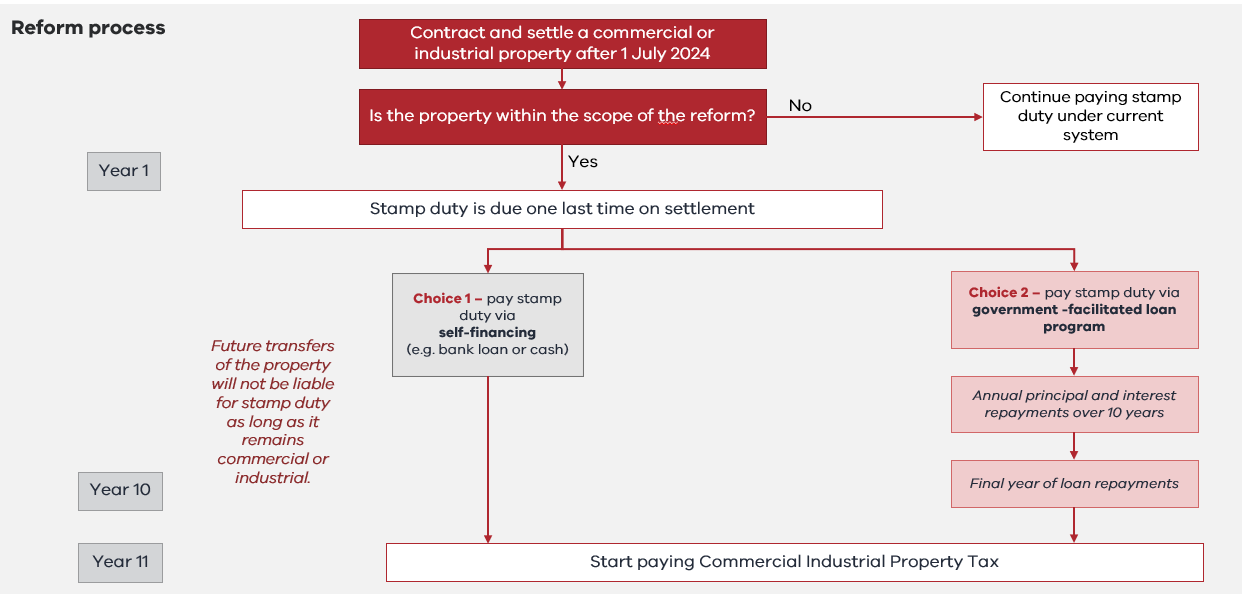 Reform process
Contract and settle a commercial or
industrial property after 1 July 2024
Is the property within the scope of the reform?
No
Continue paying stamp
duty under current
system
Yes
Year 1
Stamp duty is due one last time on settlement
Choice 1 – pay stamp
duty via
self-financing
(e.g. bank loan or cash)
Choice 2 – pay stamp duty via
government -facilitated loan
program
Future transfers
of the property
will not be liable
for stamp duty
as long as it
remains
commercial or
industrial.
Annual principal and interest
repayments over 10 years
Year 10
Final year of loan repayments
Year 11
Start paying Commercial Industrial Property Tax